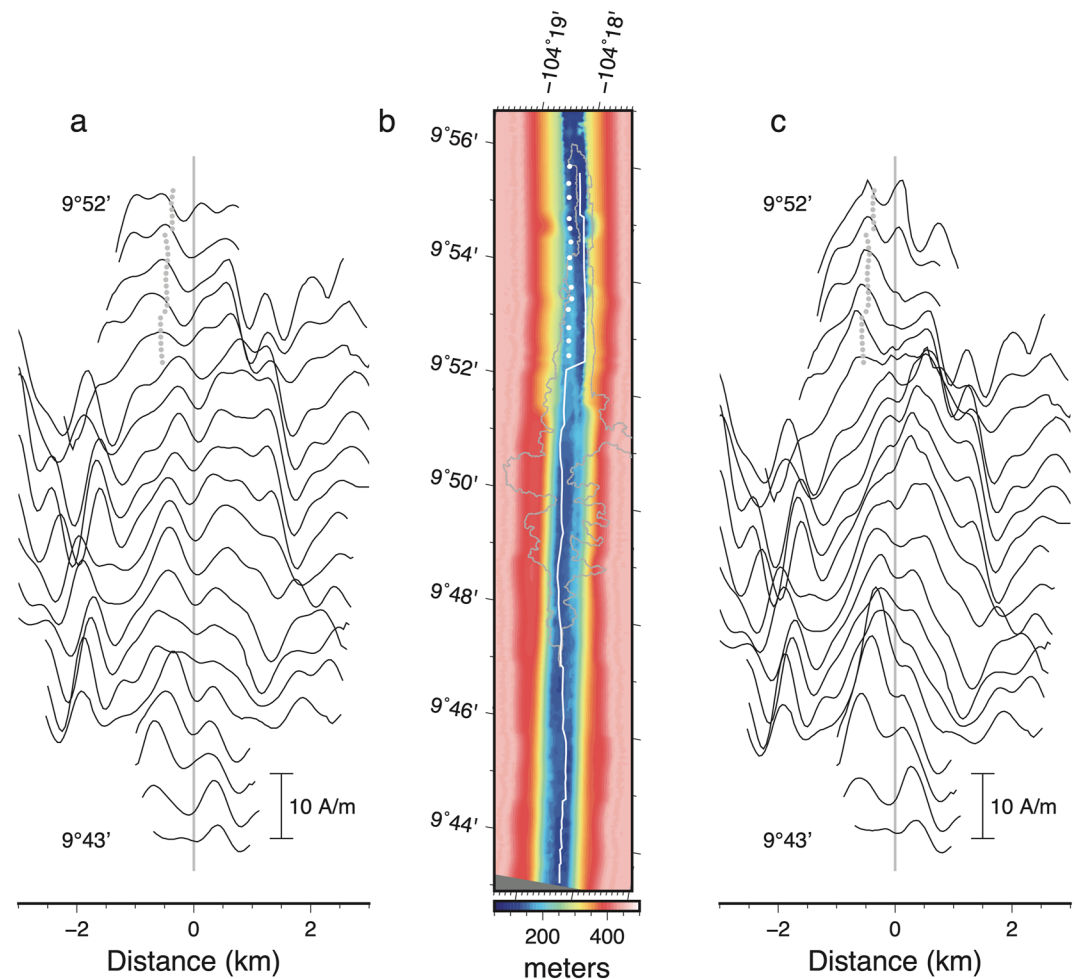 −104°19'
−104°18'
a
b
c
9°56'
9°54'
9°52'
9°50'
9°48'
9°46'
9°44'
9°52’
9°52’
10 A/m
10 A/m
9°43’
9°43’
−2
0
2
Distance (km)
200
400
meters
−2
0
2
Distance (km)